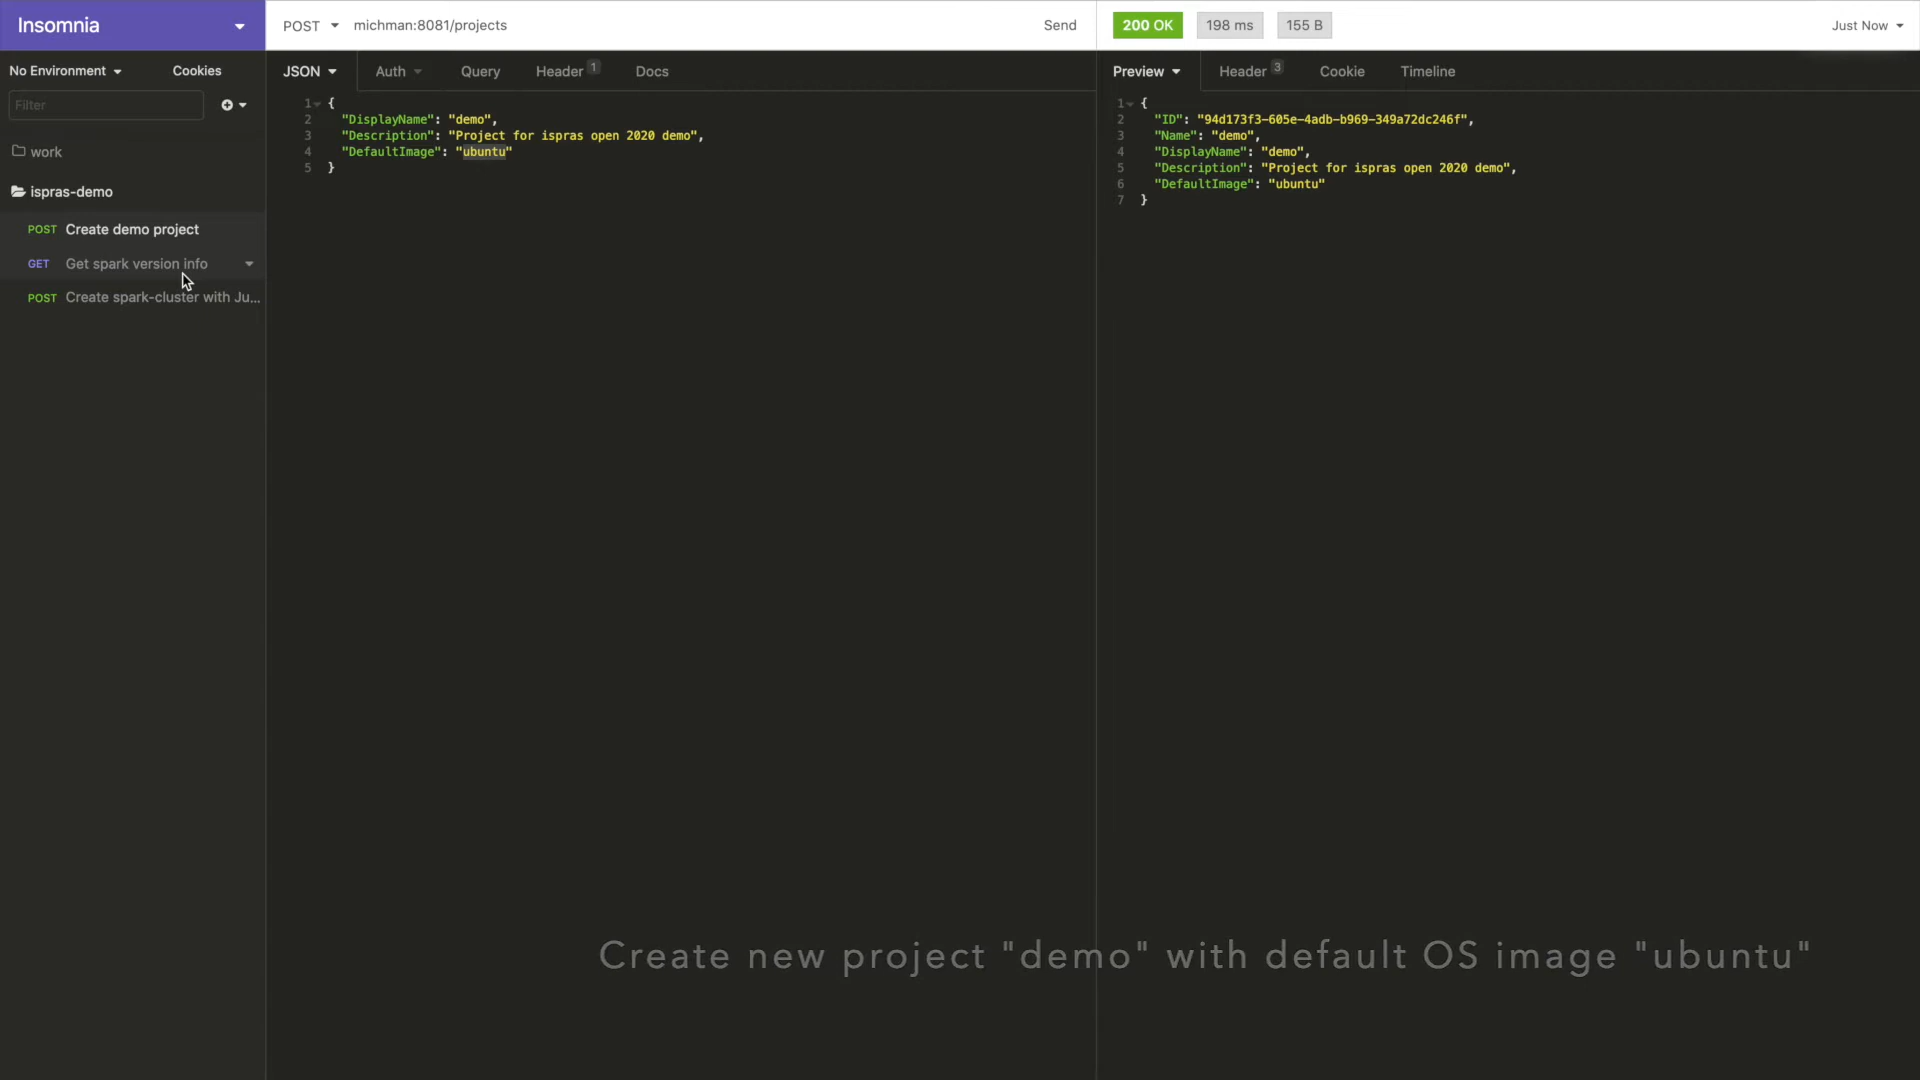 Insomnia
POST michman:8081/projects Send
200 OK 198 ms 155 B Just Now
No Environment Cookies
JSON Auth Query Header 1 Docs
Preview Header 3 Cookie Timeline
Filter
work
ispras-demo
POST Create demo project
GET Get spark version info
POST Create spark-cluster with Ju...
1 {
2 "DisplayName": "demo",
3 "Description": "Project for ispras open 2020 demo",
4 "DefaultImage": "ubuntu"
5 }
1 {
2 "ID": "94d173f3-605e-4adb-b969-349a72dc246f",
3 "Name": "demo",
4 "DisplayName": "demo",
5 "Description": "Project for ispras open 2020 demo",
6 "DefaultImage": "ubuntu"
7 }
Create new project "demo" with default OS image "ubuntu"